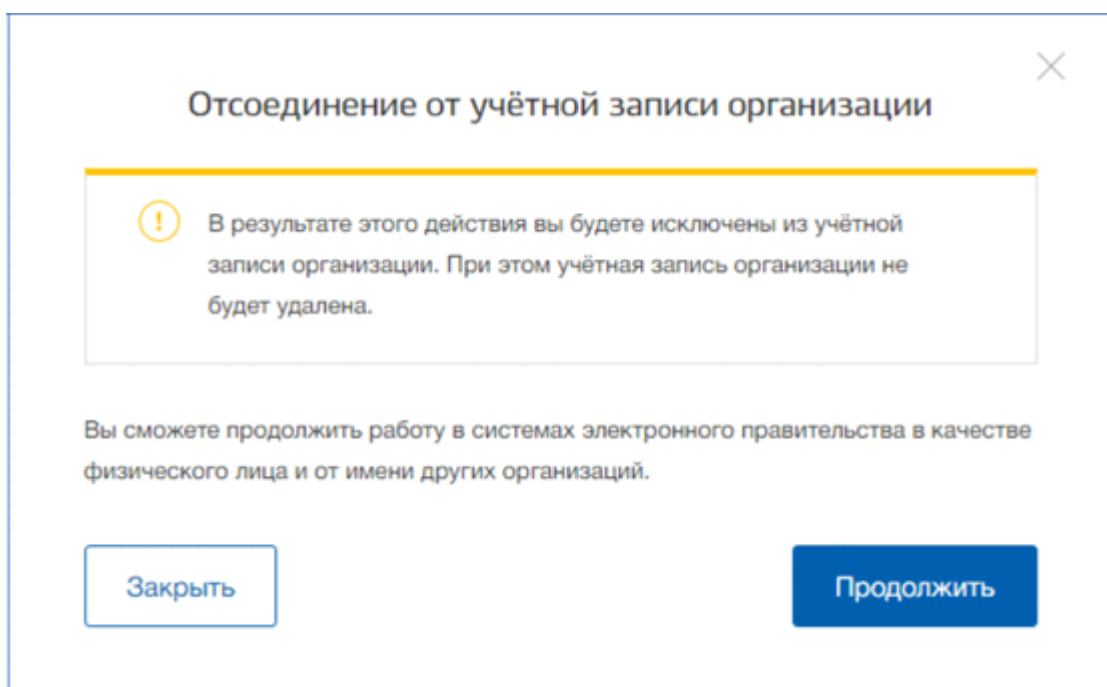 Отсоединение от учётной записи организации
В результате этого действия вы будете исключены из учётной
записи организации. При этом учётная запись организации не
будет удалена.
Вы сможете продолжить работу в системах электронного правительства в качестве
физического лица и от имени других организаций.
Закрыть
Продолжить